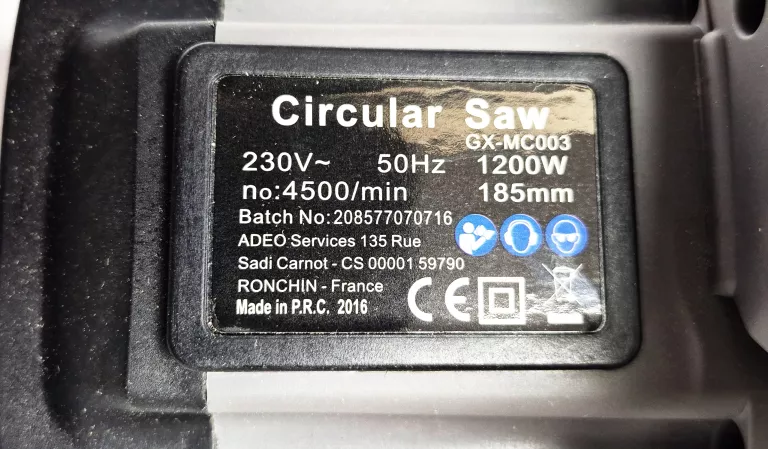 Circular Saw
GX-MC003
230V~ 50Hz 1200W
no:4500/min 185mm
Batch No: 208577070716
ADEO Services 135 Rue
Sadi Carnot - CS 00001 59790
RONCHIN - France
Made in P.R.C. 2016
CE